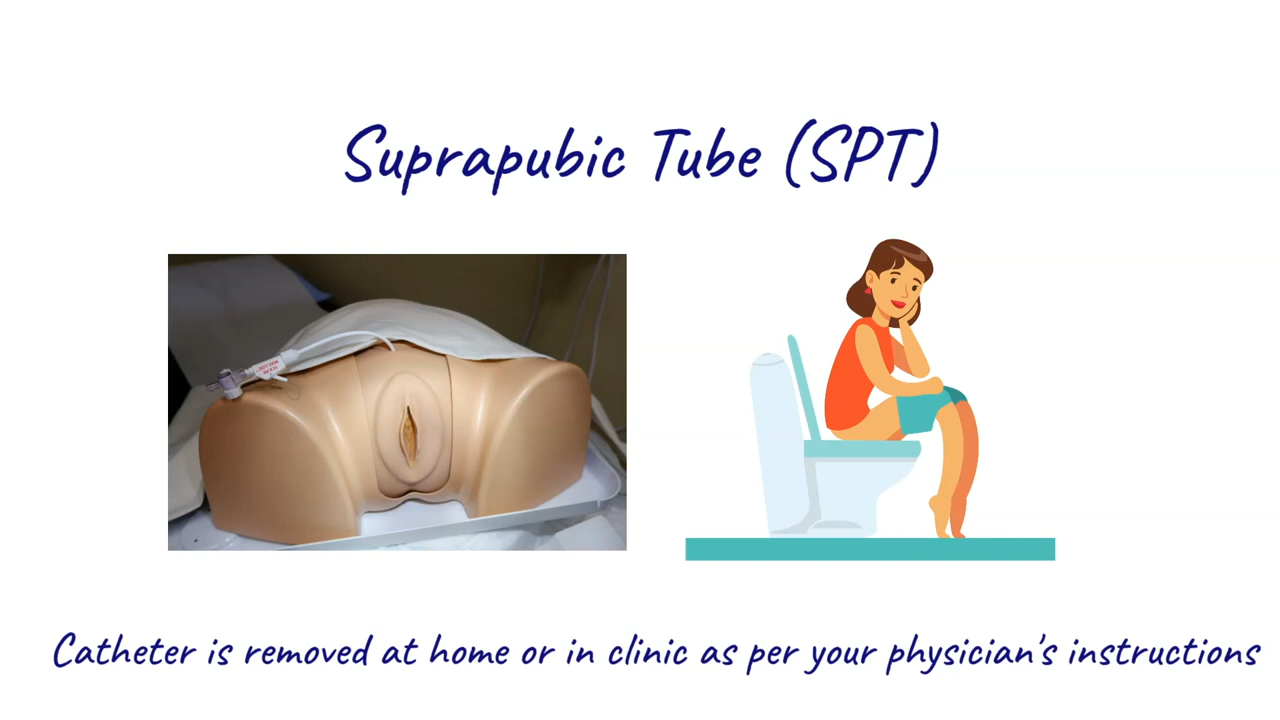 Suprapubic Tube (SPT)
Catheter is removed at home or in clinic as per your physician's instructions